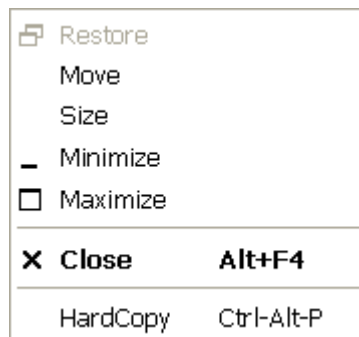 Restore
Move
Size
Minimize
Maximize
Close Alt+F4
HardCopy Ctrl-Alt-P